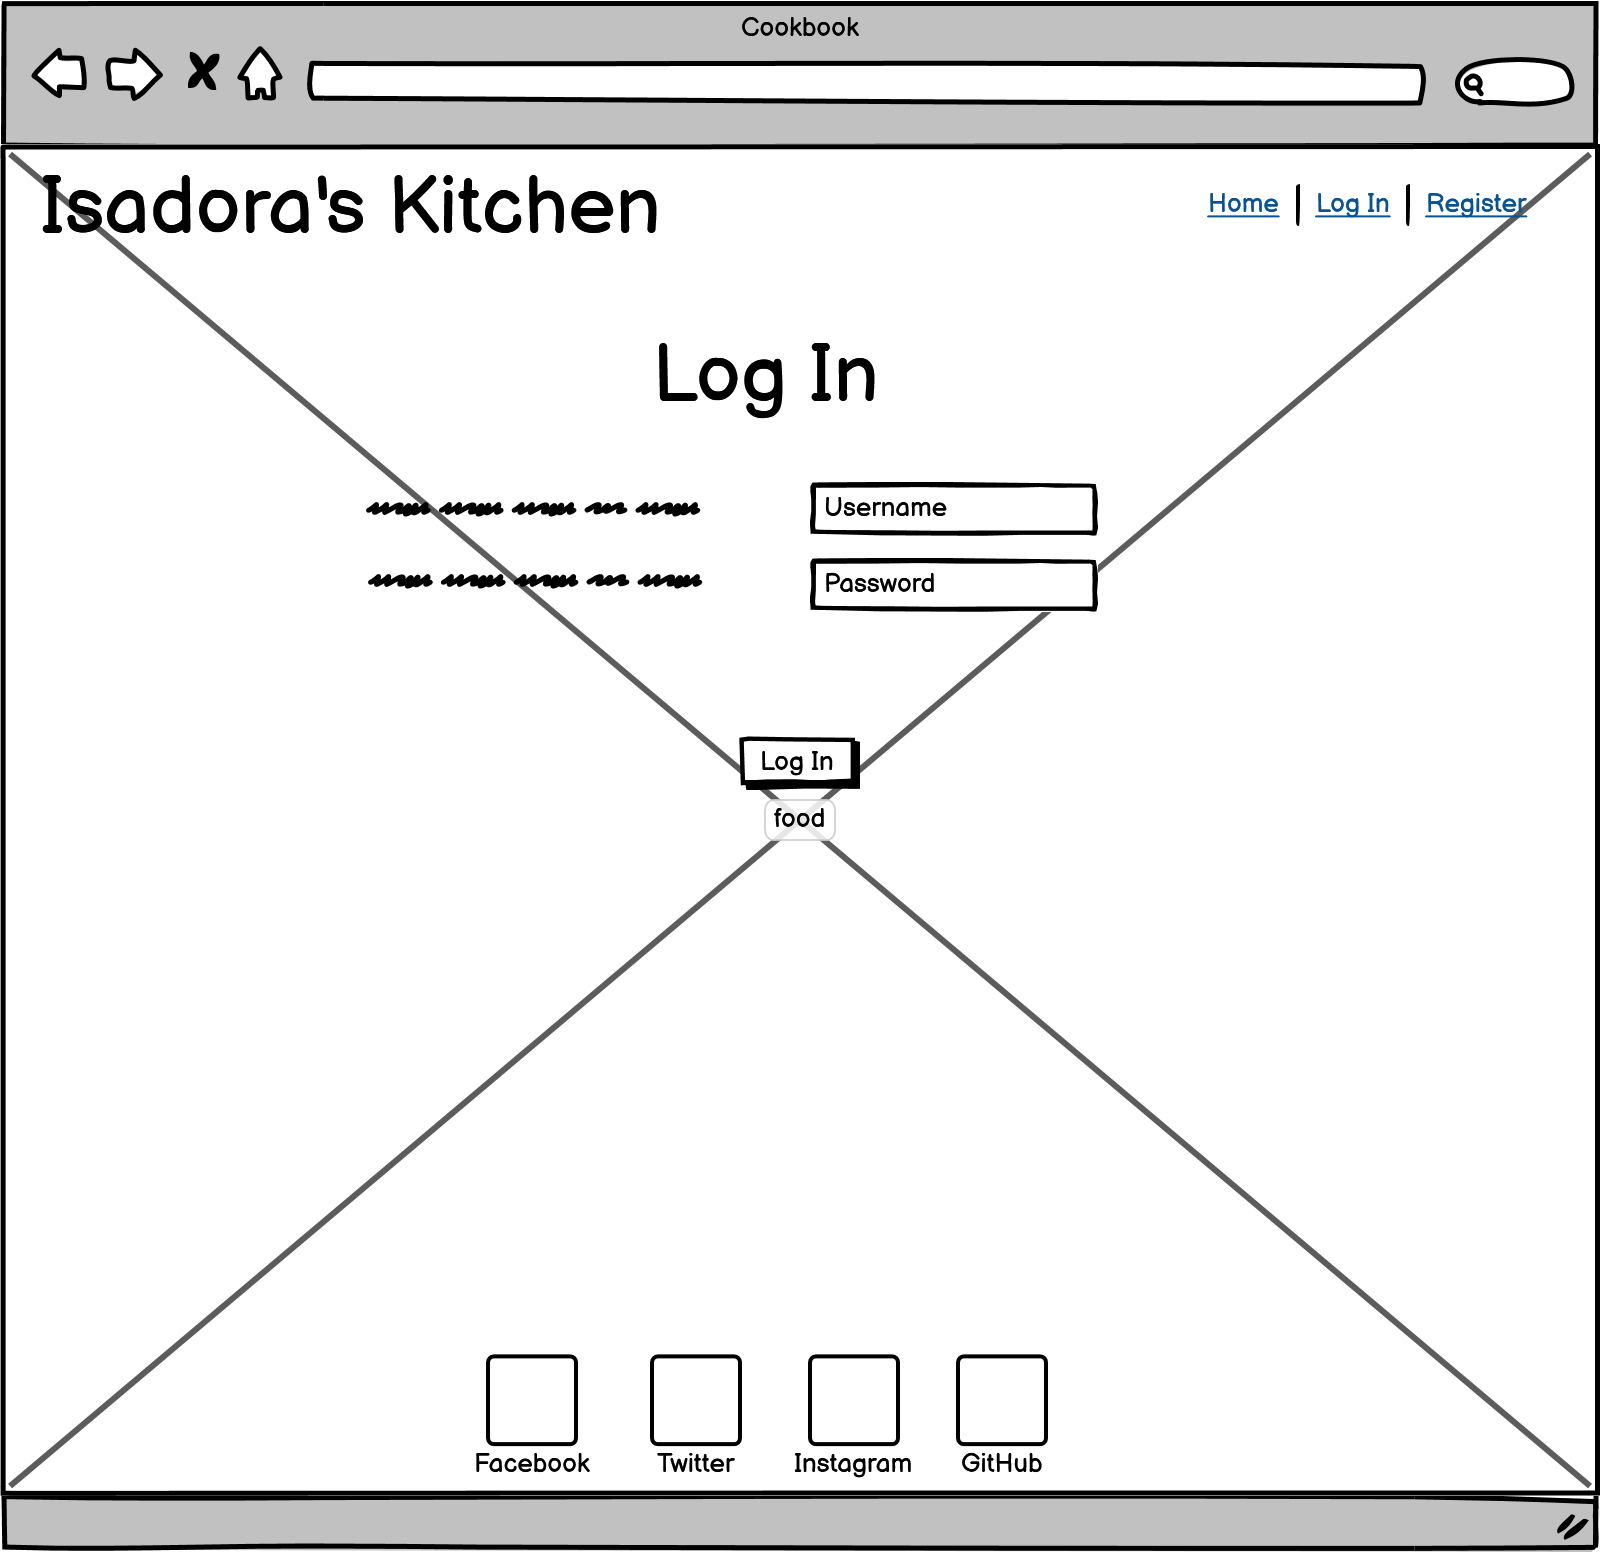 Cookbook
Isadora's Kitchen
Home | Log In | Register
Log In
Username
Password
Log In
food
Facebook Twitter Instagram GitHub